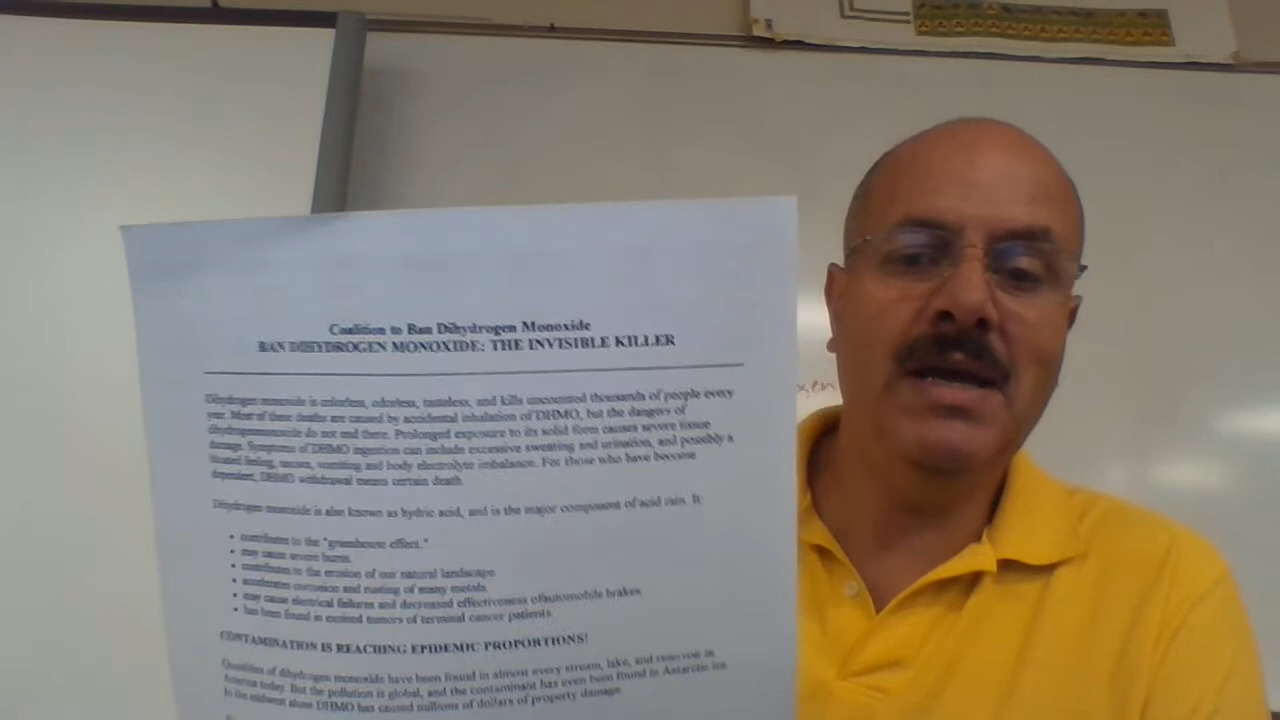 Coalition to Ban Dihydrogen Monoxide
BAN DIHYDROGEN MONOXIDE: THE INVISIBLE KILLER
Dihydrogen monoxide is colorless, odorless, tasteless, and kills uncounted thousands of people every
year. Most of these deaths are caused by accidental inhalation of DHMO, but the dangers of
dihydrogenmonoxide do not end there. Prolonged exposure to its solid form causes severe tissue
damage. Symptoms of DHMO ingestion can include excessive sweating and urination, and possibly a
bloated feeling, nausea, vomiting and body electrolyte imbalance. For those who have become
dependent, DHMO withdrawal means certain death.
Dihydrogen monoxide is also known as hydric acid, and is the major component of acid rain. It:
• contributes to the "greenhouse effect."
• may cause severe burns.
• contributes to the erosion of our natural landscape.
• accelerates corrosion and rusting of many metals.
• may cause electrical failures and decreased effectiveness ofautomobile brakes.
• has been found in excised tumors of terminal cancer patients.
CONTAMINATION IS REACHING EPIDEMIC PROPORTIONS!
Quantities of dihydrogen monoxide have been found in almost every stream, lake, and reservoir in
America today. But the pollution is global, and the contaminant has even been found in Antarctic ice.
In the midwest alone DHMO has caused millions of dollars of property damage.